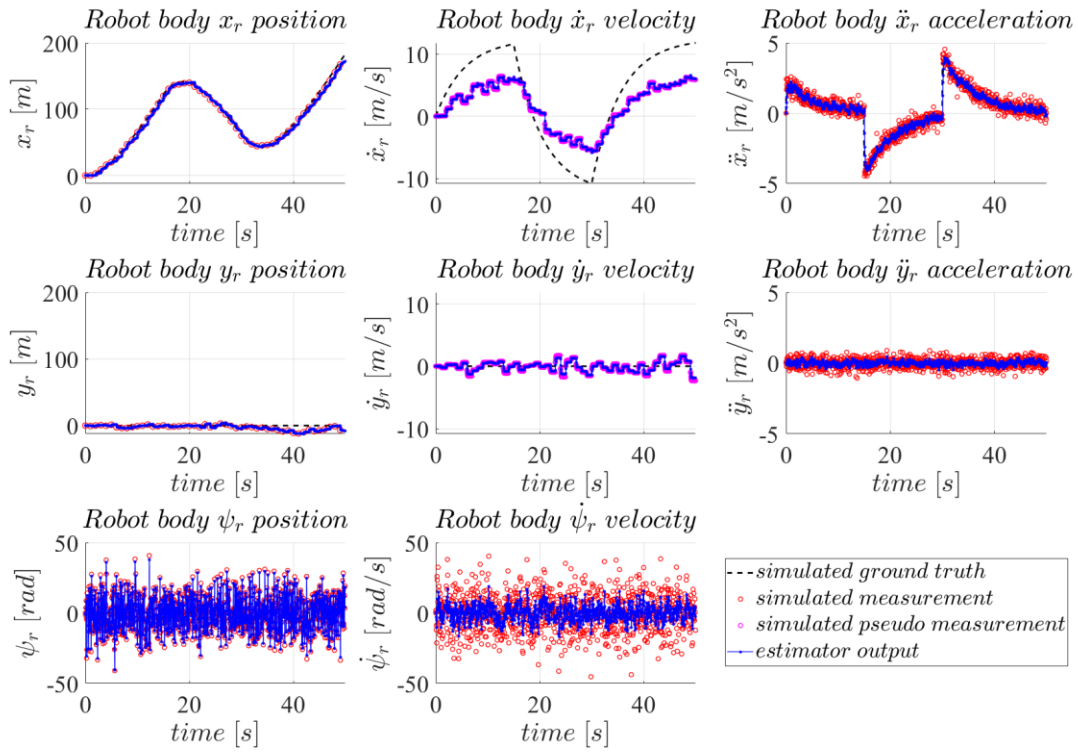 Robot body x_r position
200
100
0
x_r [m]
0 20 40
time [s]
Robot body ẋ_r velocity
10
0
-10
ẋ_r [m/s]
0 20 40
time [s]
Robot body ẍ_r acceleration
5
0
-5
ẍ_r [m/s²]
0 20 40
time [s]
Robot body y_r position
200
100
0
y_r [m]
0 20 40
time [s]
Robot body ẏ_r velocity
10
0
-10
ẏ_r [m/s]
0 20 40
time [s]
Robot body ÿ_r acceleration
5
0
-5
ÿ_r [m/s²]
0 20 40
time [s]
Robot body ψ_r position
50
0
-50
ψ_r [rad]
0 20 40
time [s]
Robot body ψ̇_r velocity
50
0
-50
ψ̇_r [rad/s]
0 20 40
time [s]
simulated ground truth
simulated measurement
simulated pseudo measurement
estimator output